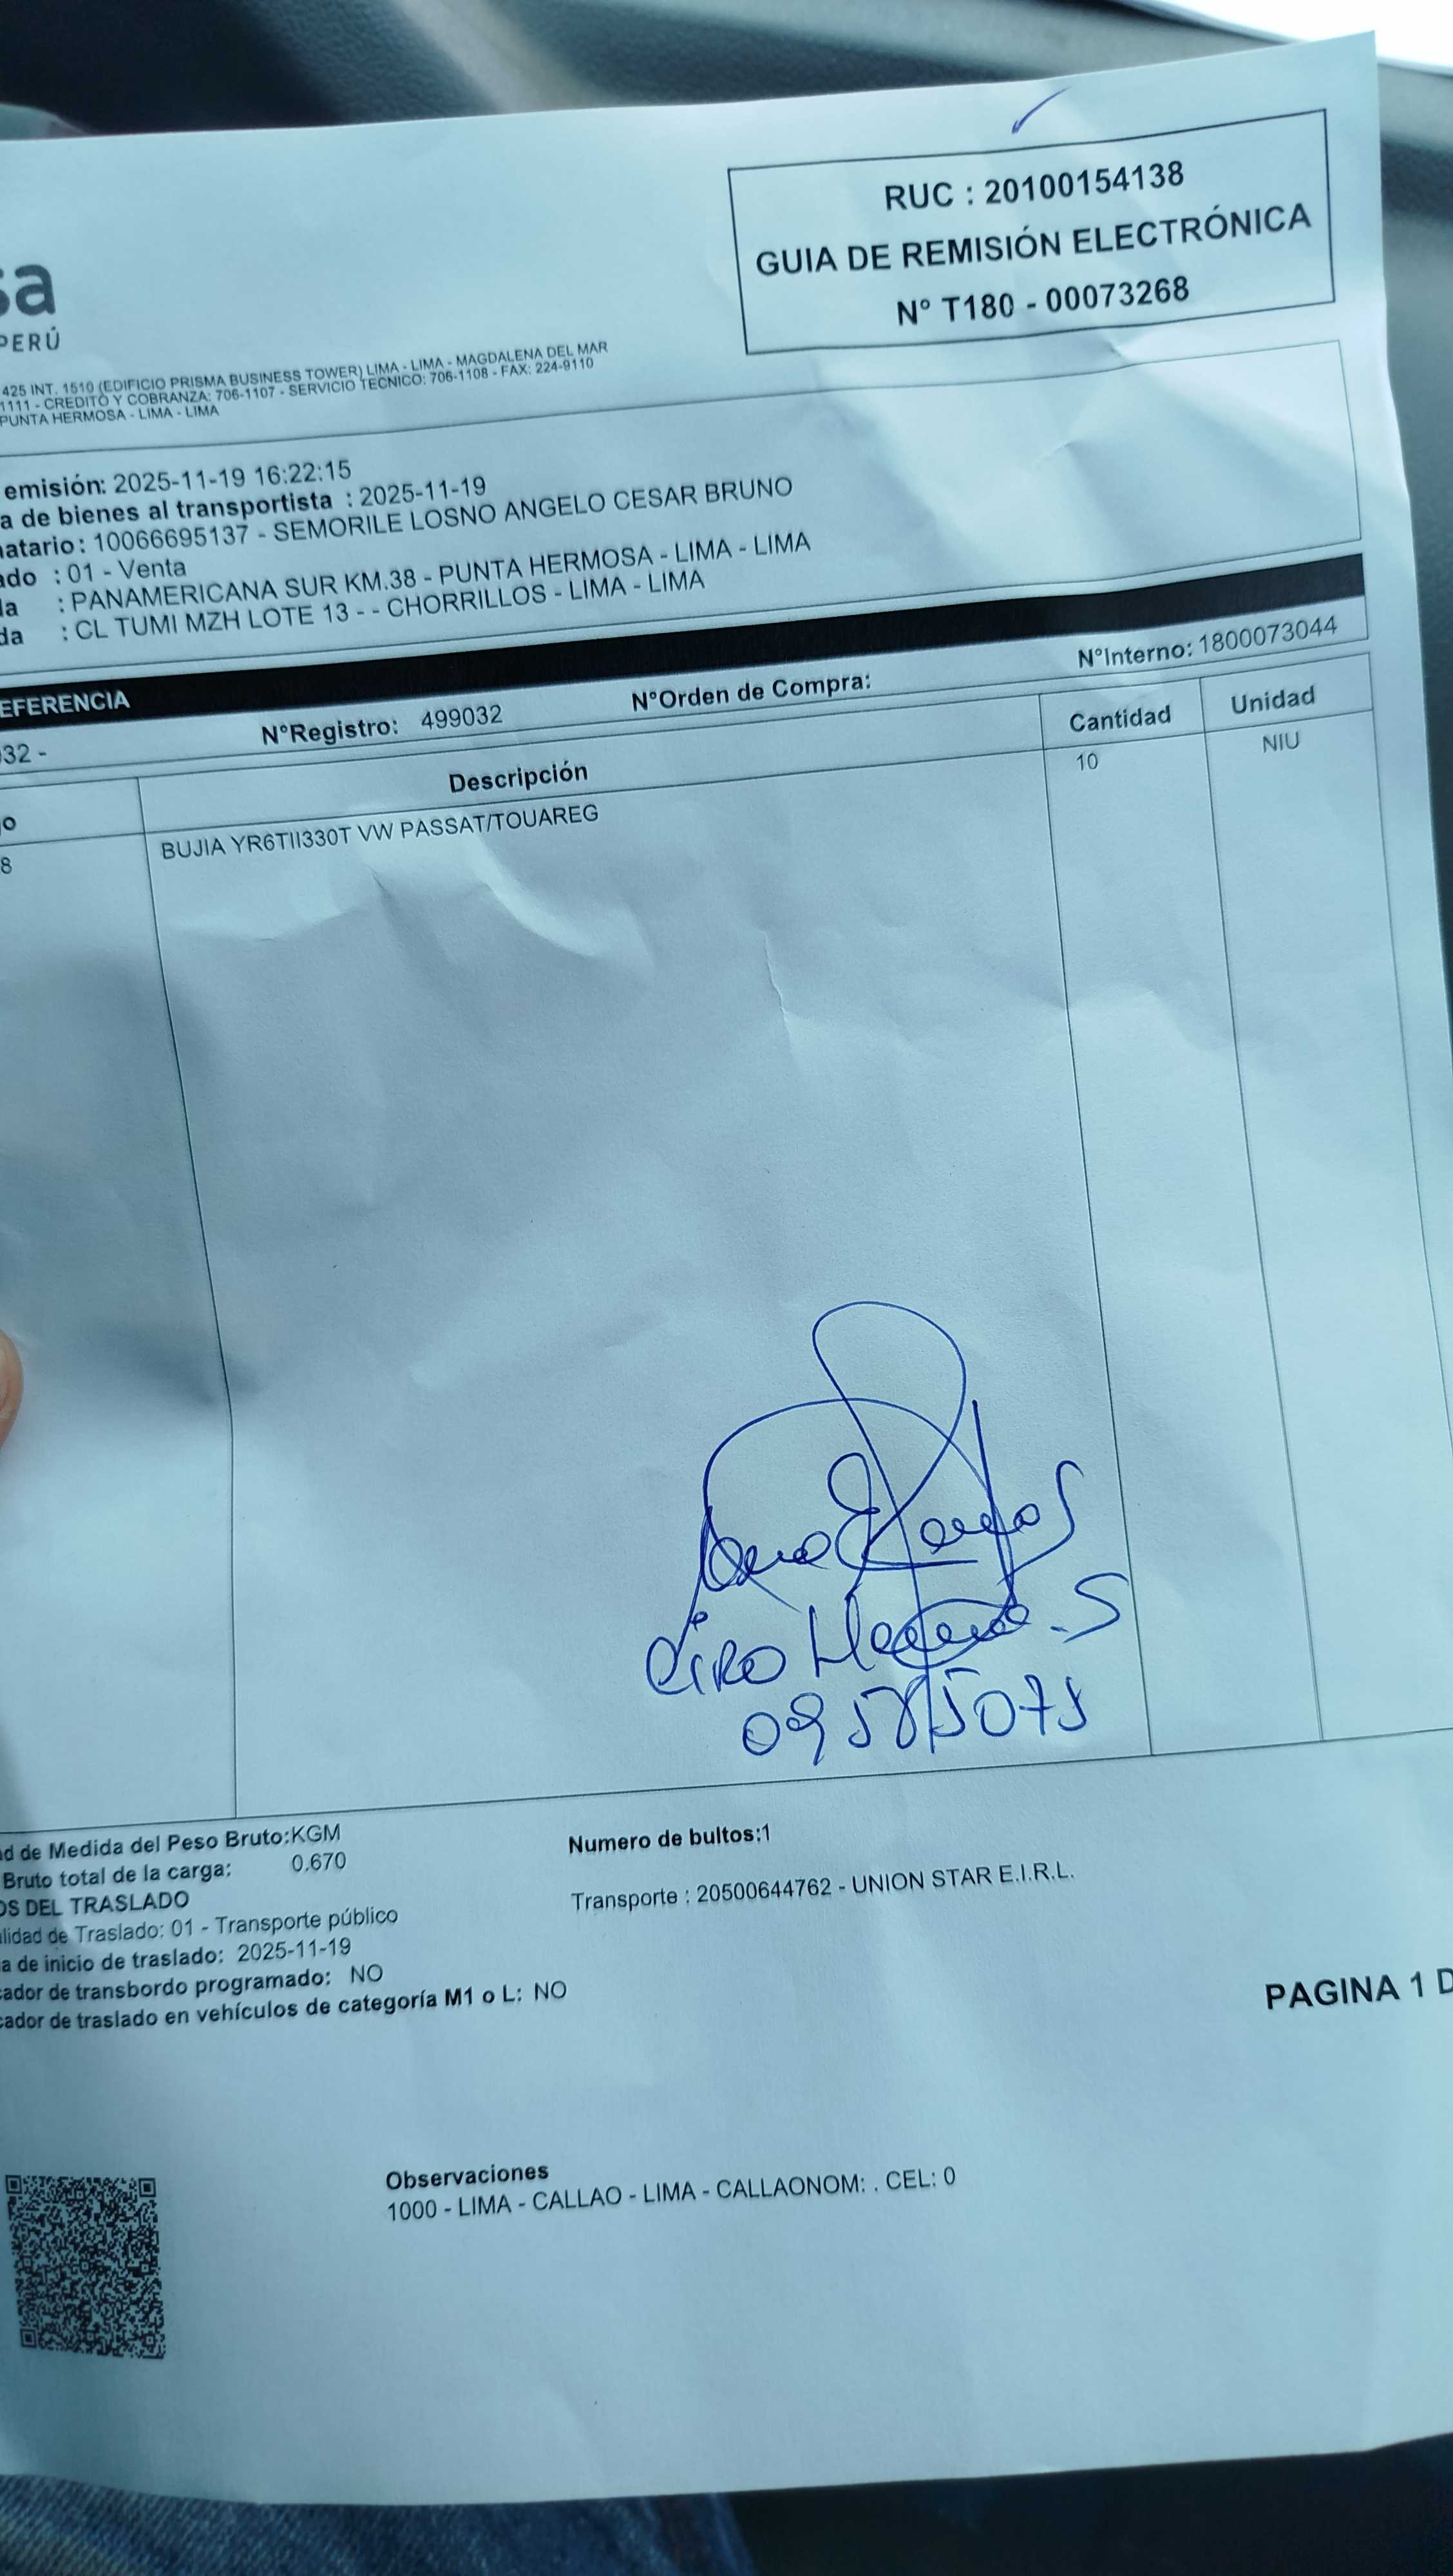 RUC : 20100154138
GUIA DE REMISIÓN ELECTRÓNICA
N° T180 - 00073268
sa
PERÚ
425 INT. 1510 (EDIFICIO PRISMA BUSINESS TOWER) LIMA - LIMA - MAGDALENA DEL MAR
1111 - CREDITO Y COBRANZA: 706-1107 - SERVICIO TECNICO: 706-1108 - FAX: 224-9110
PUNTA HERMOSA - LIMA - LIMA
emisión: 2025-11-19 16:22:15
a de bienes al transportista : 2025-11-19
natario: 10066695137 - SEMORILE LOSNO ANGELO CESAR BRUNO
ado : 01 - Venta
da : PANAMERICANA SUR KM.38 - PUNTA HERMOSA - LIMA - LIMA
da : CL TUMI MZH LOTE 13 - - CHORRILLOS - LIMA - LIMA
EFERENCIA
032 - N°Registro: 499032 N°Orden de Compra: N°Interno: 1800073044
o Descripción Cantidad Unidad
8 BUJIA YR6TII330T VW PASSAT/TOUAREG 10 NIU
CIRO
d de Medida del Peso Bruto:KGM Numero de bultos:1
Bruto total de la carga: 0.670
OS DEL TRASLADO Transporte : 20500644762 - UNION STAR E.I.R.L.
lidad de Traslado: 01 - Transporte público
a de inicio de traslado: 2025-11-19
cador de transbordo programado: NO
cador de traslado en vehículos de categoría M1 o L: NO
PAGINA 1 D
Observaciones
1000 - LIMA - CALLAO - LIMA - CALLAONOM: . CEL: 0